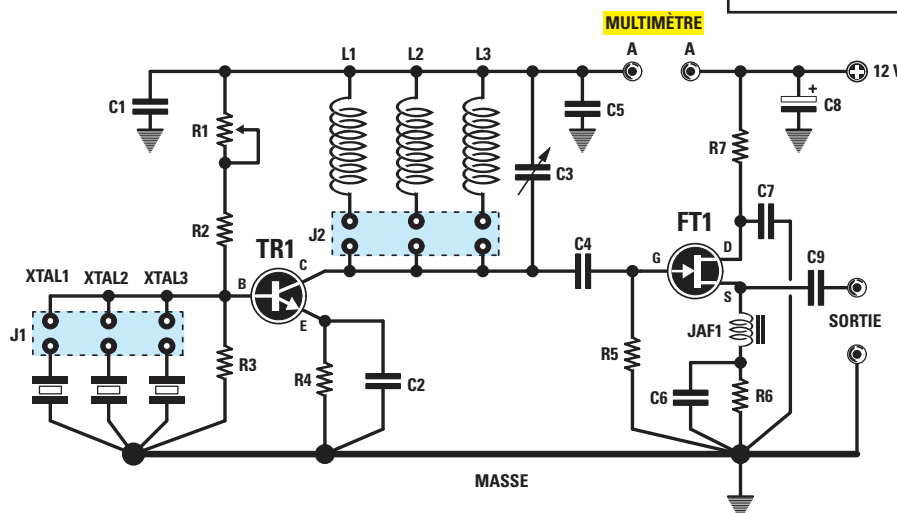 MULTIMÈTRE
A A
L1 L2 L3
12 V
C1
C5
+
C8
R1
C3
R7
R2
J2
C7
TR1
FT1
C
C4
G
D
C9
XTAL1 XTAL2 XTAL3
B
S
SORTIE
E
J1
R3
R4
C2
R5
JAF1
C6
R6
MASSE